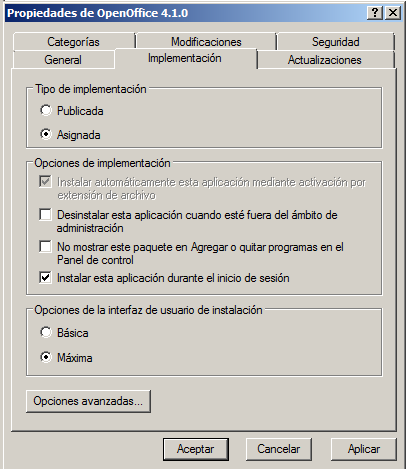 Propiedades de OpenOffice 4.1.0
Categorías Modificaciones Seguridad
General Implementación Actualizaciones
Tipo de implementación
Publicada
Asignada
Opciones de implementación
Instalar automáticamente esta aplicación mediante activación por
extensión de archivo
Desinstalar esta aplicación cuando esté fuera del ámbito de
administración
No mostrar este paquete en Agregar o quitar programas en el
Panel de control
Instalar esta aplicación durante el inicio de sesión
Opciones de la interfaz de usuario de instalación
Básica
Máxima
Opciones avanzadas...
Aceptar Cancelar Aplicar